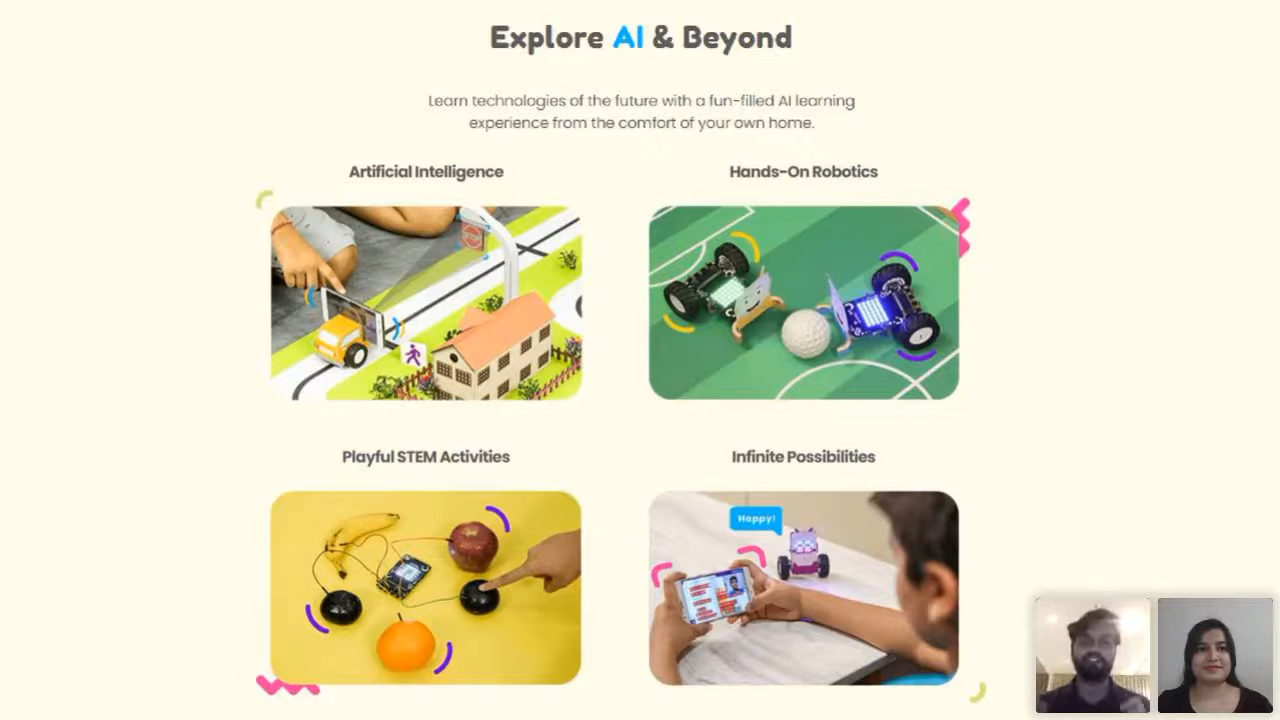 Explore AI & Beyond
Learn technologies of the future with a fun-filled AI learning
experience from the comfort of your own home.
Artificial Intelligence
Hands-On Robotics
STOP
Playful STEM Activities
Infinite Possibilities
Happy!